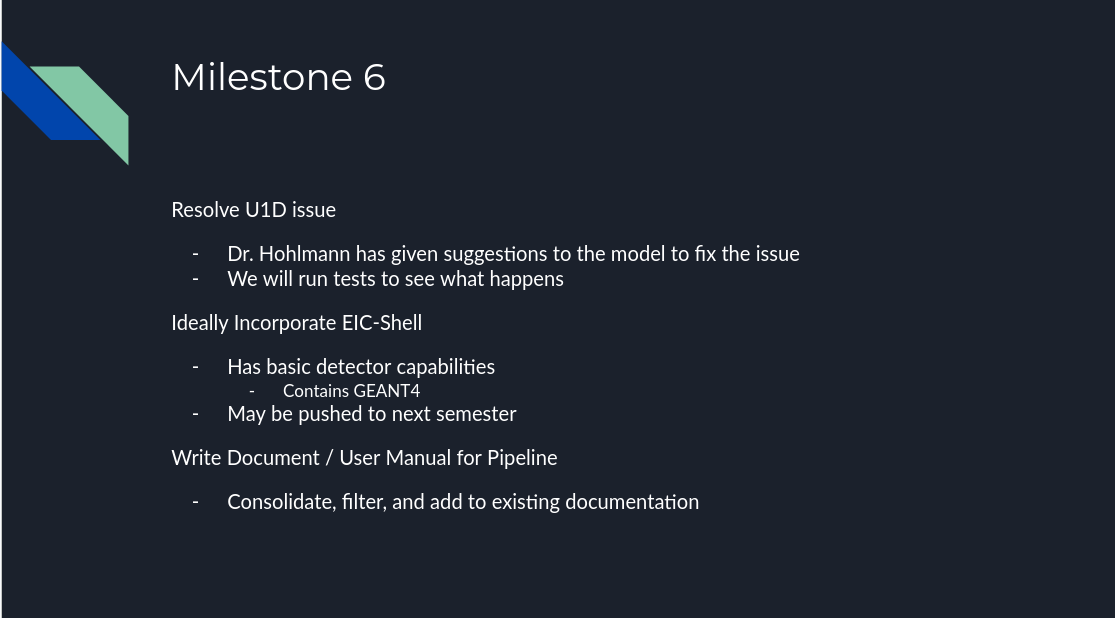 Milestone 6
Resolve U1D issue
- Dr. Hohlmann has given suggestions to the model to fix the issue
- We will run tests to see what happens
Ideally Incorporate EIC-Shell
- Has basic detector capabilities
- Contains GEANT4
- May be pushed to next semester
Write Document / User Manual for Pipeline
- Consolidate, filter, and add to existing documentation